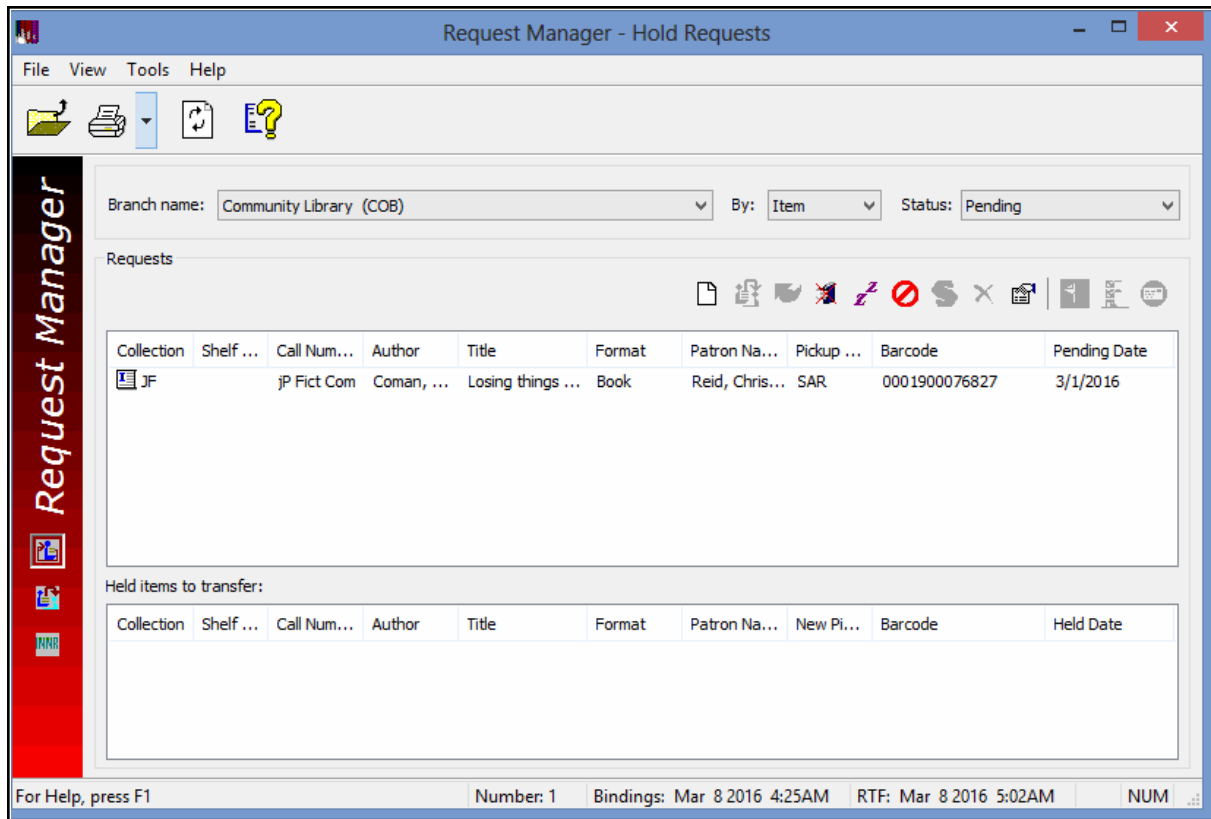 Request Manager - Hold Requests
File View Tools Help
Request Manager
Branch name: Community Library (COB) By: Item Status: Pending
Requests
Collection Shelf ... Call Num... Author Title Format Patron Na... Pickup ... Barcode Pending Date
JF jP Fict Com Coman, ... Losing things ... Book Reid, Chris... SAR 0001900076827 3/1/2016
Held items to transfer:
Collection Shelf ... Call Num... Author Title Format Patron Na... New Pi... Barcode Held Date
For Help, press F1 Number: 1 Bindings: Mar 8 2016 4:25AM RTF: Mar 8 2016 5:02AM NUM